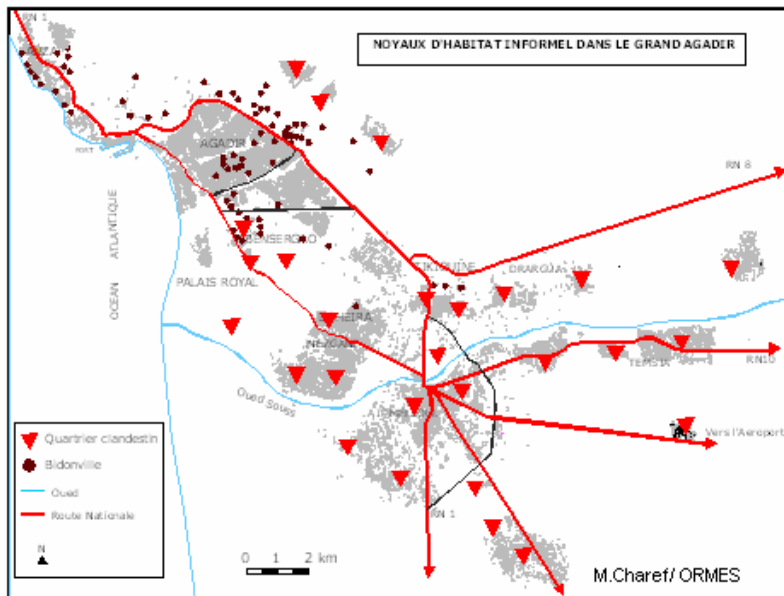 RN 1
NOYAUX D'HABITAT INFORMEL DANS LE GRAND AGADIR
PORT
AGADIR
RN 8
OCEAN ATLANTIQUE
BENSERGAO
PALAIS ROYAL
TIKIOUINE
DRARGA
Oued Souss
TEMSIA
RN10
Vers l'Aeroport
Quartier clandestin
Bidonville
Oued
Route Nationale
N
RN 1
0 1 2 km
M.Charef/ ORMES